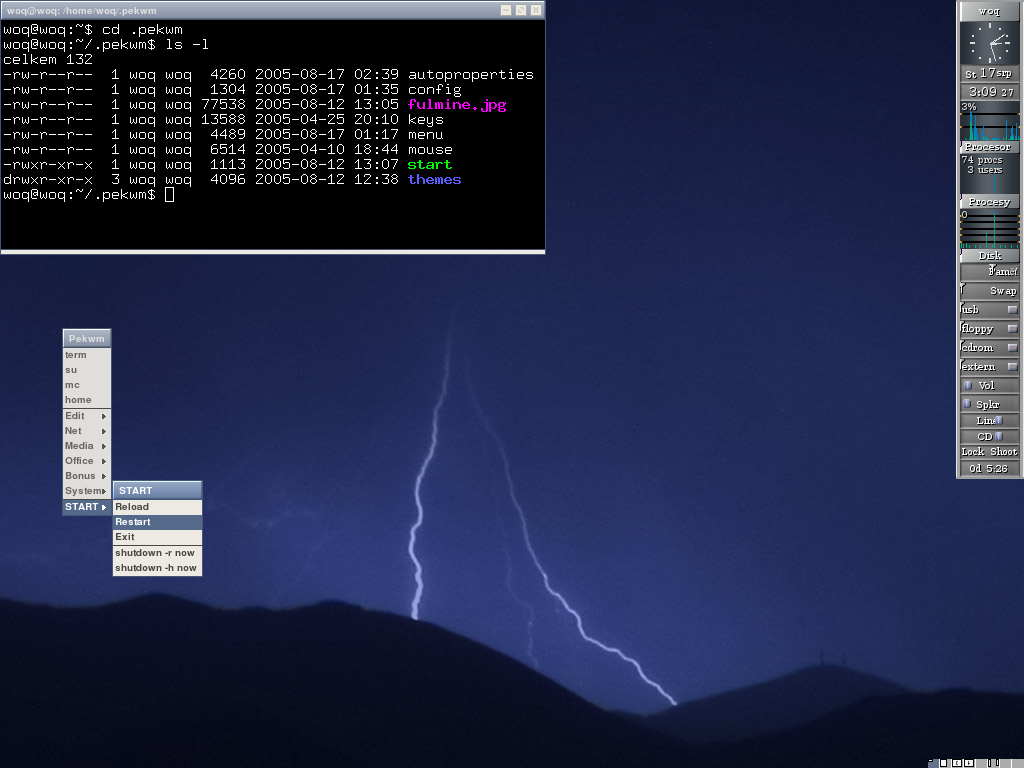 woq@woq: /home/woq/.pekwm
woq@woq:~$ cd .pekwm
woq@woq:~/.pekwm$ ls -l
celkem 132
-rw-r--r--  1 woq woq  4260 2005-08-17 02:39 autoproperties
-rw-r--r--  1 woq woq  1304 2005-08-17 01:35 config
-rw-r--r--  1 woq woq 77538 2005-08-12 13:05 fulmine.jpg
-rw-r--r--  1 woq woq 13588 2005-04-25 20:10 keys
-rw-r--r--  1 woq woq  4489 2005-08-17 01:17 menu
-rw-r--r--  1 woq woq  6514 2005-04-10 18:44 mouse
-rwxr-xr-x  1 woq woq  1113 2005-08-12 13:07 start
drwxr-xr-x  3 woq woq  4096 2005-08-12 12:38 themes
woq@woq:~/.pekwm$
Pekwm
term
su
mc
home
Edit
Net
Media
Office
Bonus
System
START
START
Reload
Restart
Exit
shutdown -r now
shutdown -h now
woq
St 17srp
3:09 27
3%
Procesor
74 procs
3 users
Procesy
0
Disk
Swap
usb
floppy
cdrom
extern
Vol
Spkr
Line
CD
Lock Shoot
0d 5:26